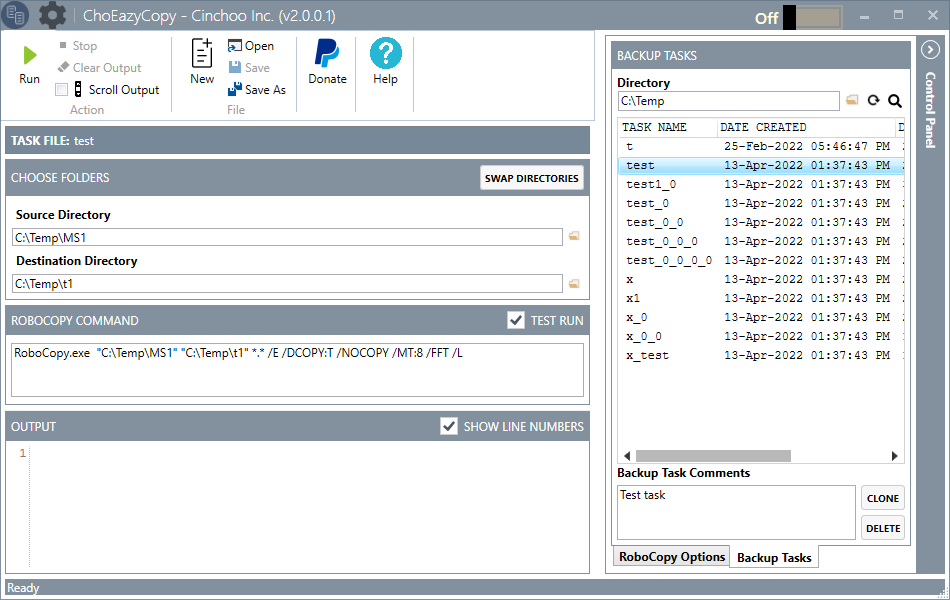 ChoEazyCopy - Cinchoo Inc. (v2.0.0.1)
Off
Run
Stop
Clear Output
Scroll Output
Action
New
Open
Save
Save As
File
Donate
?
Help
TASK FILE: test
CHOOSE FOLDERS
SWAP DIRECTORIES
Source Directory
C:\Temp\MS1
Destination Directory
C:\Temp\t1
ROBOCOPY COMMAND
TEST RUN
RoboCopy.exe "C:\Temp\MS1" "C:\Temp\t1" *.* /E /DCOPY:T /NOCOPY /MT:8 /FFT /L
OUTPUT
SHOW LINE NUMBERS
1
BACKUP TASKS
Directory
C:\Temp
TASK NAME DATE CREATED
t 25-Feb-2022 05:46:47 PM
test 13-Apr-2022 01:37:43 PM
test1_0 13-Apr-2022 01:37:43 PM
test_0 13-Apr-2022 01:37:43 PM
test_0_0 13-Apr-2022 01:37:43 PM
test_0_0_0 13-Apr-2022 01:37:43 PM
test_0_0_0_0 13-Apr-2022 01:37:43 PM
x 13-Apr-2022 01:37:43 PM
x1 13-Apr-2022 01:37:43 PM
x_0 13-Apr-2022 01:37:43 PM
x_0_0 13-Apr-2022 01:37:43 PM
x_test 13-Apr-2022 01:37:43 PM
Backup Task Comments
Test task
CLONE
DELETE
RoboCopy Options
Backup Tasks
Control Panel
Ready